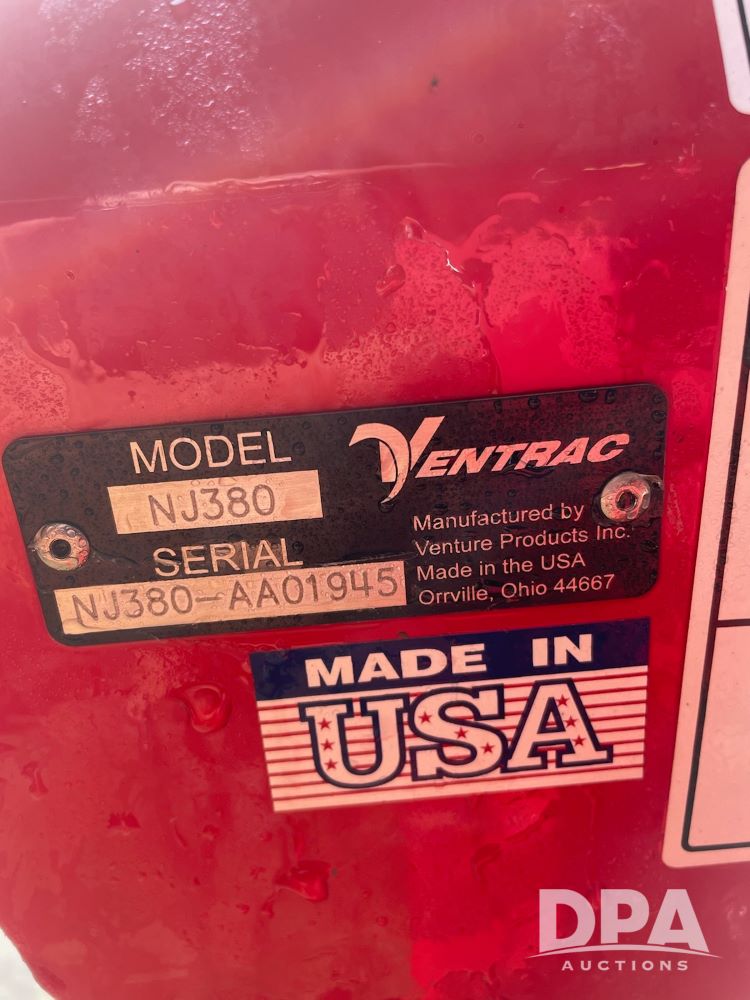 MODEL
NJ380
SERIAL
NJ380-AA01945
VENTRAC
Manufactured by
Venture Products Inc.
Made in the USA
Orrville, Ohio 44667
MADE IN
USA
DPA
AUCTIONS